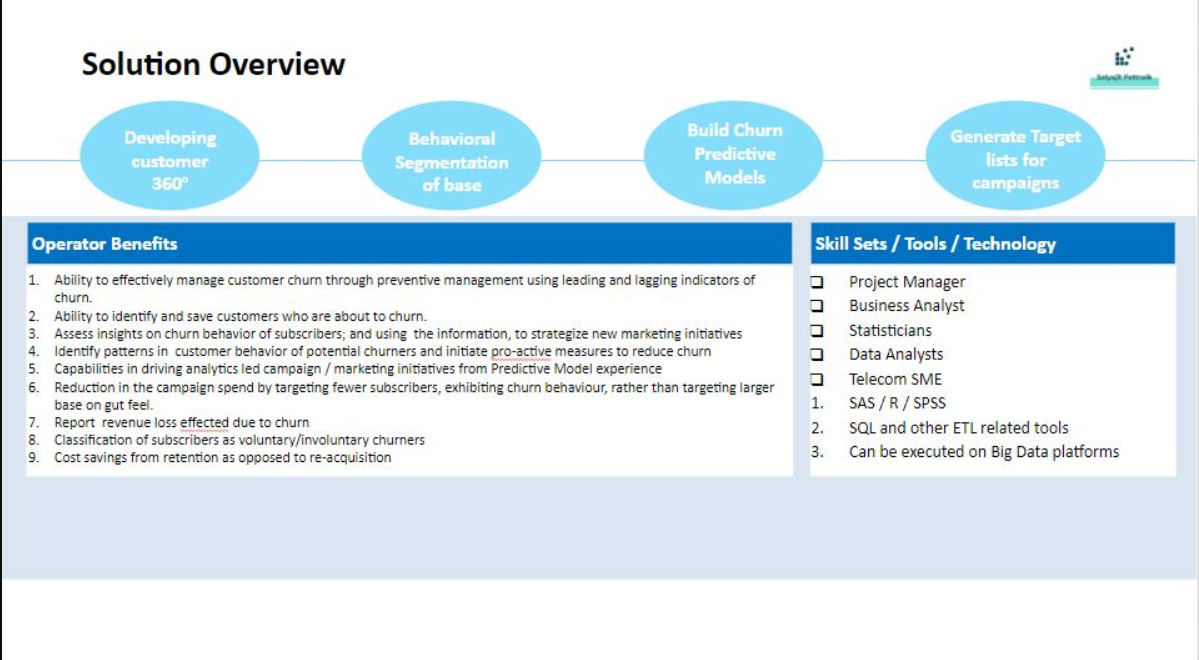 Solution Overview
Satyajit Pattnaik
Developing
customer
360°
Behavioral
Segmentation
of base
Build Churn
Predictive
Models
Generate Target
lists for
campaigns
Operator Benefits
1. Ability to effectively manage customer churn through preventive management using leading and lagging indicators of
churn.
2. Ability to identify and save customers who are about to churn.
3. Assess insights on churn behavior of subscribers; and using the information, to strategize new marketing initiatives
4. Identify patterns in customer behavior of potential churners and initiate pro-active measures to reduce churn
5. Capabilities in driving analytics led campaign / marketing initiatives from Predictive Model experience
6. Reduction in the campaign spend by targeting fewer subscribers, exhibiting churn behaviour, rather than targeting larger
base on gut feel.
7. Report revenue loss effected due to churn
8. Classification of subscribers as voluntary/involuntary churners
9. Cost savings from retention as opposed to re-acquisition
Skill Sets / Tools / Technology
❑ Project Manager
❑ Business Analyst
❑ Statisticians
❑ Data Analysts
❑ Telecom SME
1. SAS / R / SPSS
2. SQL and other ETL related tools
3. Can be executed on Big Data platforms